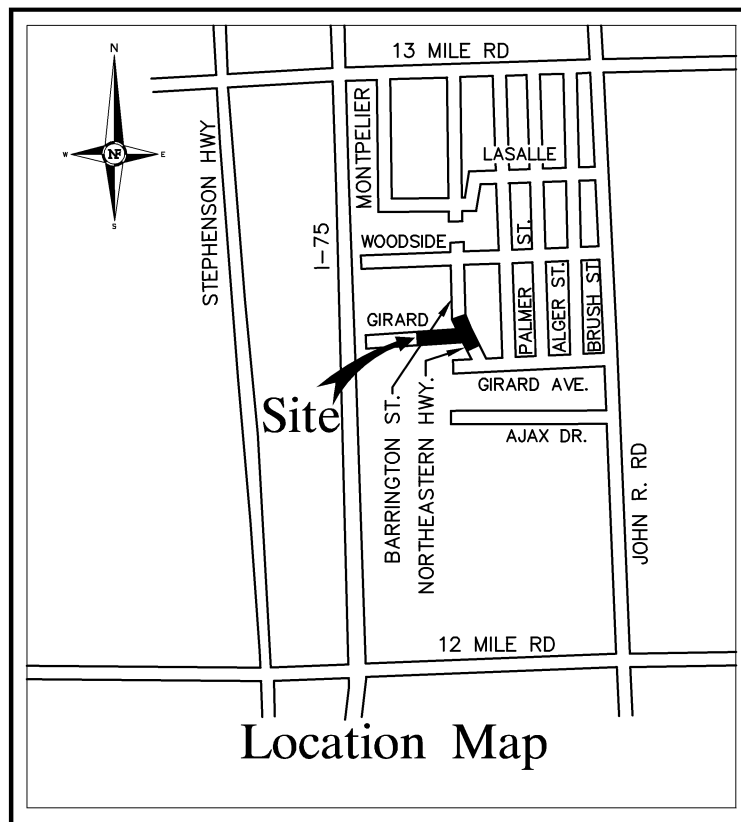 N
13 MILE RD
W
NF
E
S
STEPHENSON HWY
I-75
MONTPELIER
LASALLE
WOODSIDE
ST.
GIRARD
PALMER
ALGER ST.
BRUSH ST
GIRARD AVE.
Site
AJAX DR.
BARRINGTON ST.
NORTHEASTERN HWY.
JOHN R. RD
12 MILE RD
Location Map